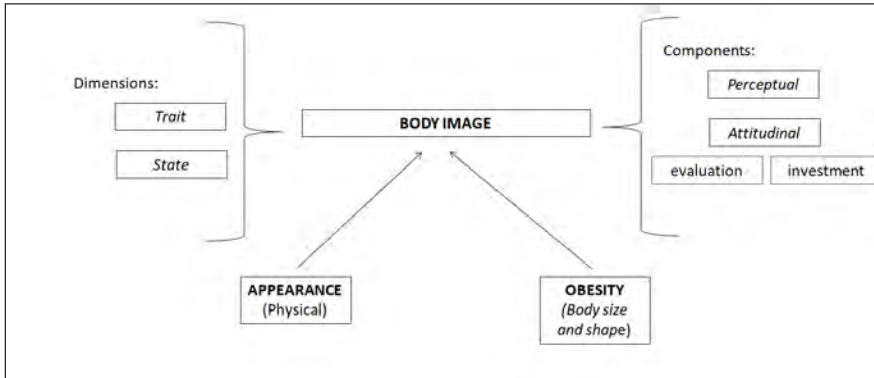 Dimensions:
Trait
State
BODY IMAGE
Components:
Perceptual
Attitudinal
evaluation
investment
APPEARANCE
(Physical)
OBESITY
(Body size
and shape)